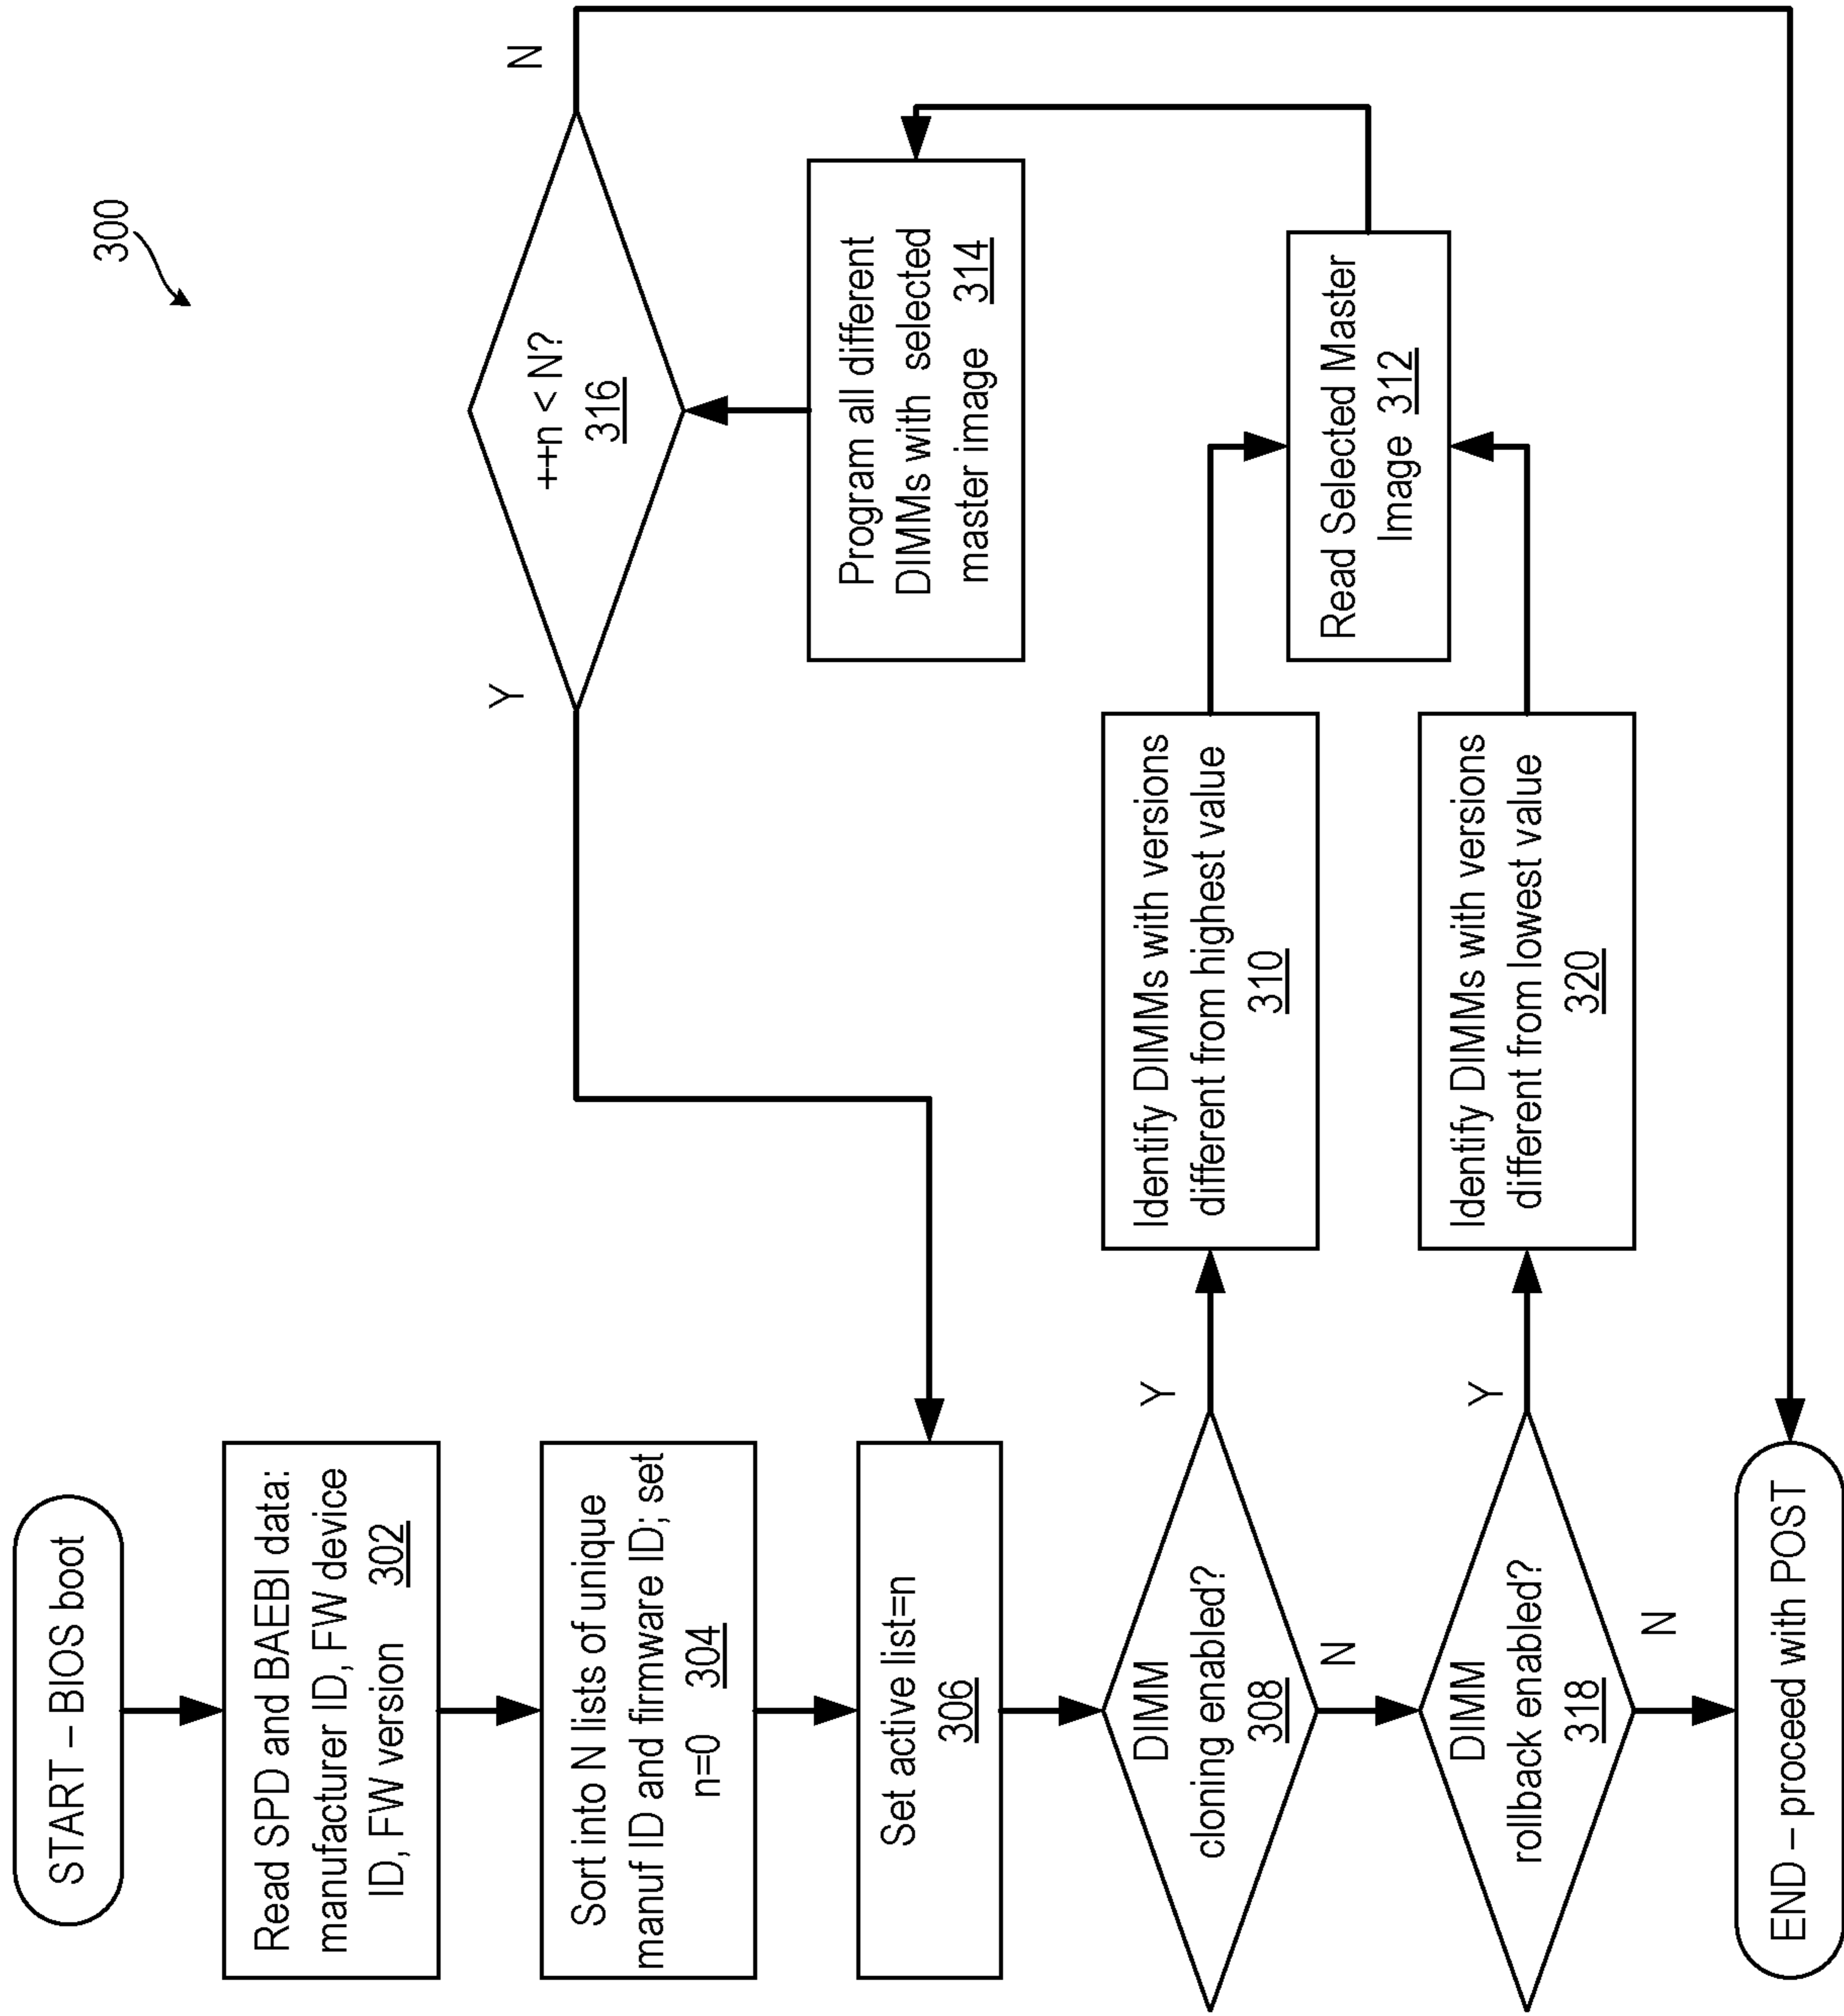 300
START – BIOS boot
Read SPD and BAEBI data:
manufacturer ID, FW device
ID, FW version 302
Sort into N lists of unique
manuf ID and firmware ID; set
n=0 304
Set active list=n
306
DIMM
cloning enabled?
308
Y
N
Identify DIMMs with versions
different from highest value
310
DIMM
rollback enabled?
318
Y
N
Identify DIMMs with versions
different from lowest value
320
Read Selected Master
Image 312
Program all different
DIMMs with selected
master image 314
++n < N?
316
Y
N
END – proceed with POST